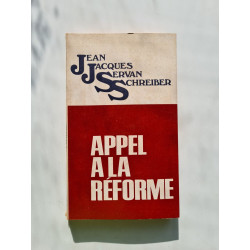 JEAN
JACQUES
SERVAN
SCHREIBER
APPEL
A LA
RÉFORME